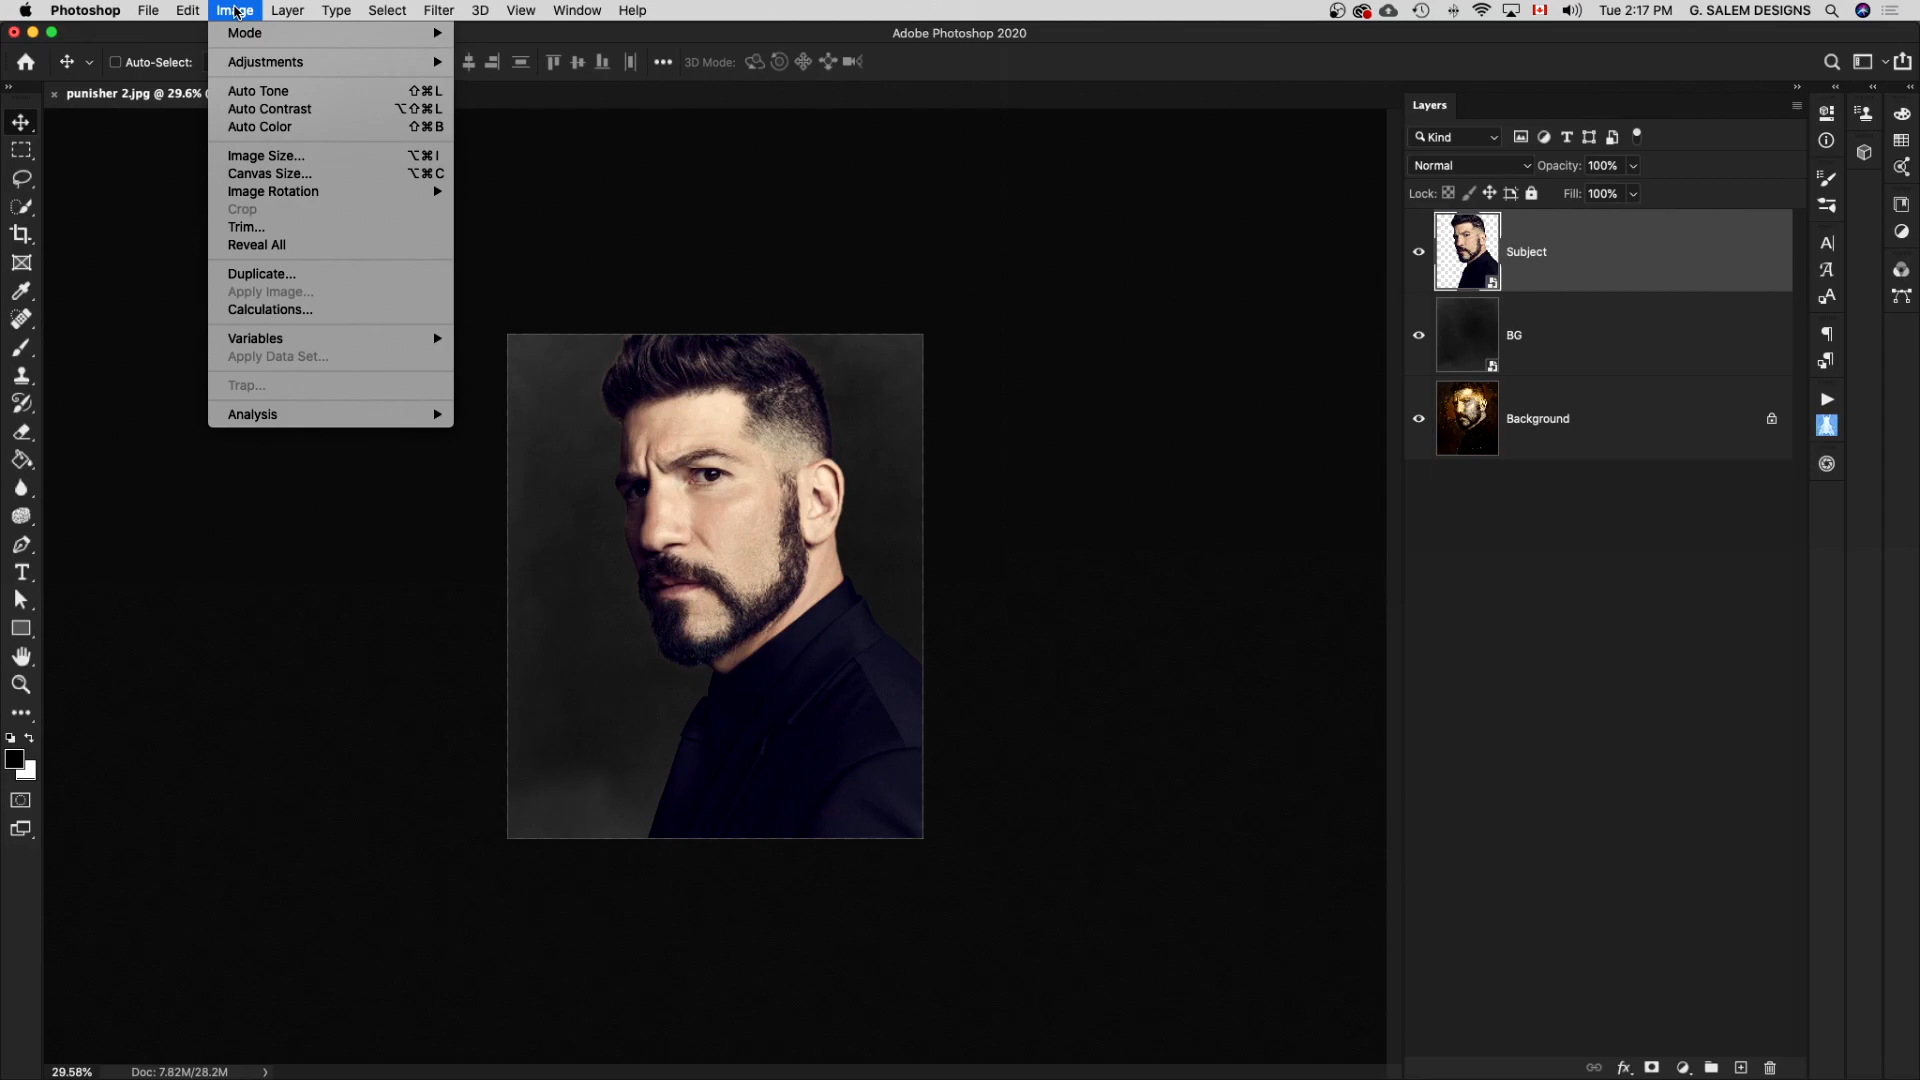 Photoshop File Edit Image Layer Type Select Filter 3D View Window Help
Tue 2:17 PM G. SALEM DESIGNS
Adobe Photoshop 2020
Auto-Select:
3D Mode:
punisher 2.jpg @ 29.6% (
Mode
Adjustments
Auto Tone ⇧⌘L
Auto Contrast ⌥⇧⌘L
Auto Color ⇧⌘B
Image Size... ⌥⌘I
Canvas Size... ⌥⌘C
Image Rotation
Crop
Trim...
Reveal All
Duplicate...
Apply Image...
Calculations...
Variables
Apply Data Set...
Trap...
Analysis
Layers
Kind
Normal Opacity: 100%
Lock: Fill: 100%
Subject
BG
Background
29.58% Doc: 7.82M/28.2M